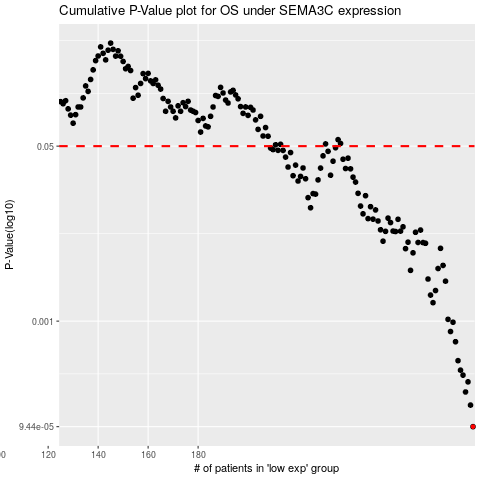 Cumulative P-Value plot for OS under SEMA3C expression
P-Value(log10)
0.05
0.001
9.44e-05
00 120 140 160 180
# of patients in 'low exp' group